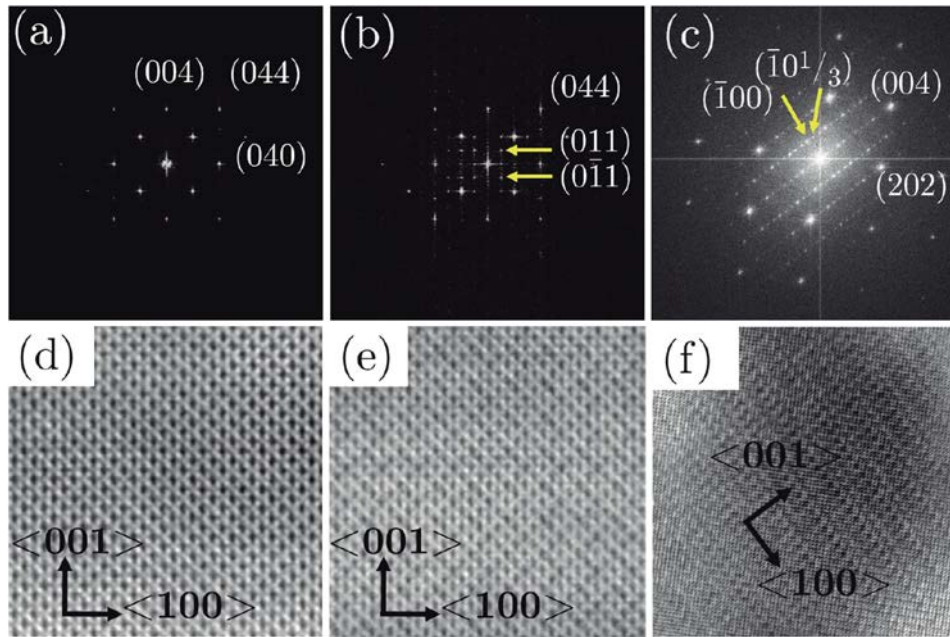 (a)
(004) (044)
(040)
(b)
(044)
(011)
(01̄1)
(c)
(1̄0¹/₃)
(1̄00)
(004)
(202)
(d)
<001>
<100>
(e)
<001>
<100>
(f)
<001>
<100>